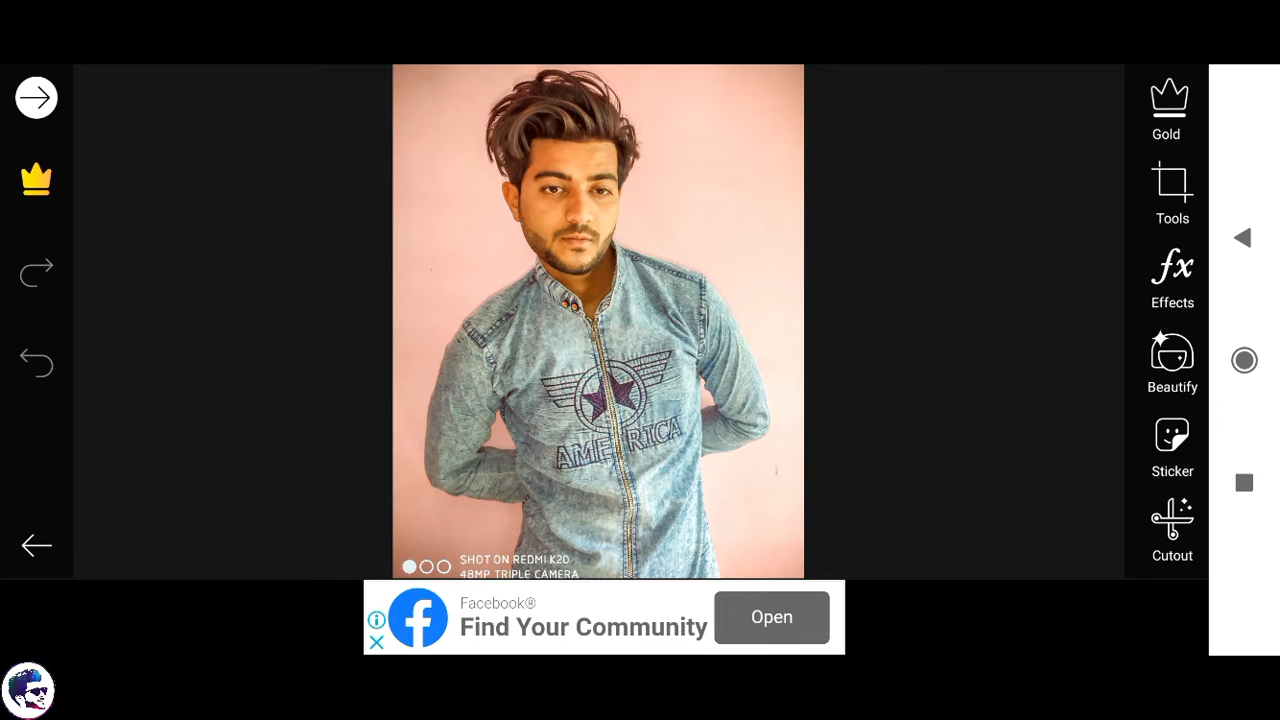 Gold
Tools
fx
Effects
Beautify
Sticker
Cutout
AMERICA
SHOT ON REDMI K20
48MP TRIPLE CAMERA
Facebook®
Find Your Community
Open